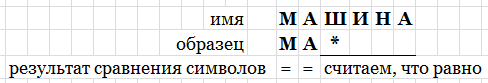 имя М А Ш И Н А
образец М А *
результат сравнения символов = = считаем, что равно